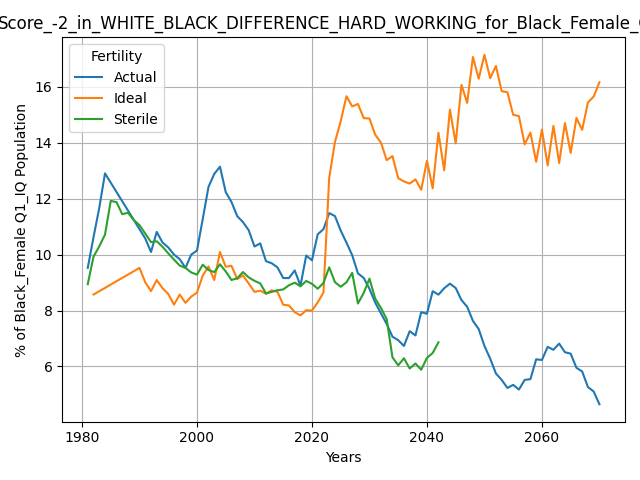 Score_-2_in_WHITE_BLACK_DIFFERENCE_HARD_WORKING_for_Black_Female_
Fertility
Actual
Ideal
Sterile
% of Black_Female Q1_IQ Population
16
14
12
10
8
6
1980
2000
2020
2040
2060
Years